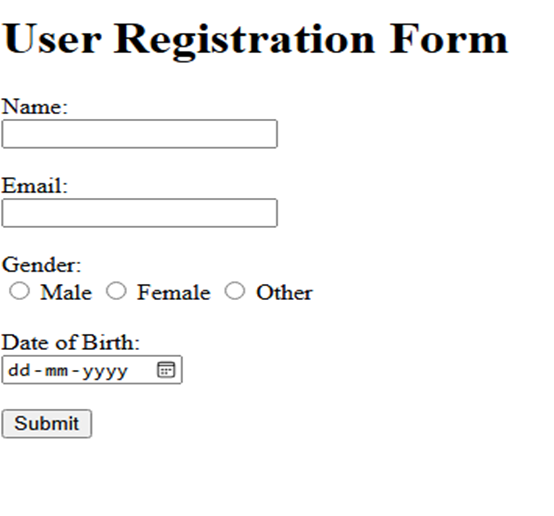 User Registration Form
Name:
Email:
Gender:
Male Female Other
Date of Birth:
dd-mm-yyyy
Submit